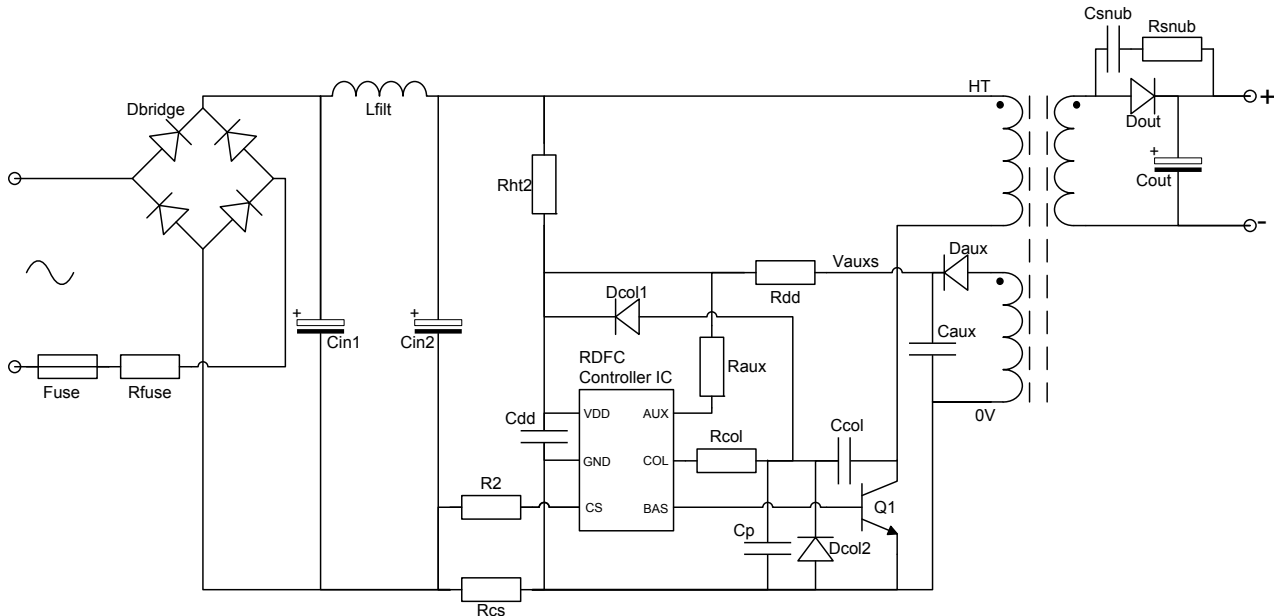 Csnub
Rsnub
Dbridge
Lfilt
HT
+
Dout
+
Cout
-
Rht2
Vauxs
Daux
Rdd
Dcol1
+
Cin1
+
Cin2
Caux
RDFC
Controller IC
Raux
Fuse
Rfuse
0V
Cdd
VDD
AUX
Rcol
Ccol
GND
COL
R2
CS
BAS
Q1
Cp
Dcol2
Rcs